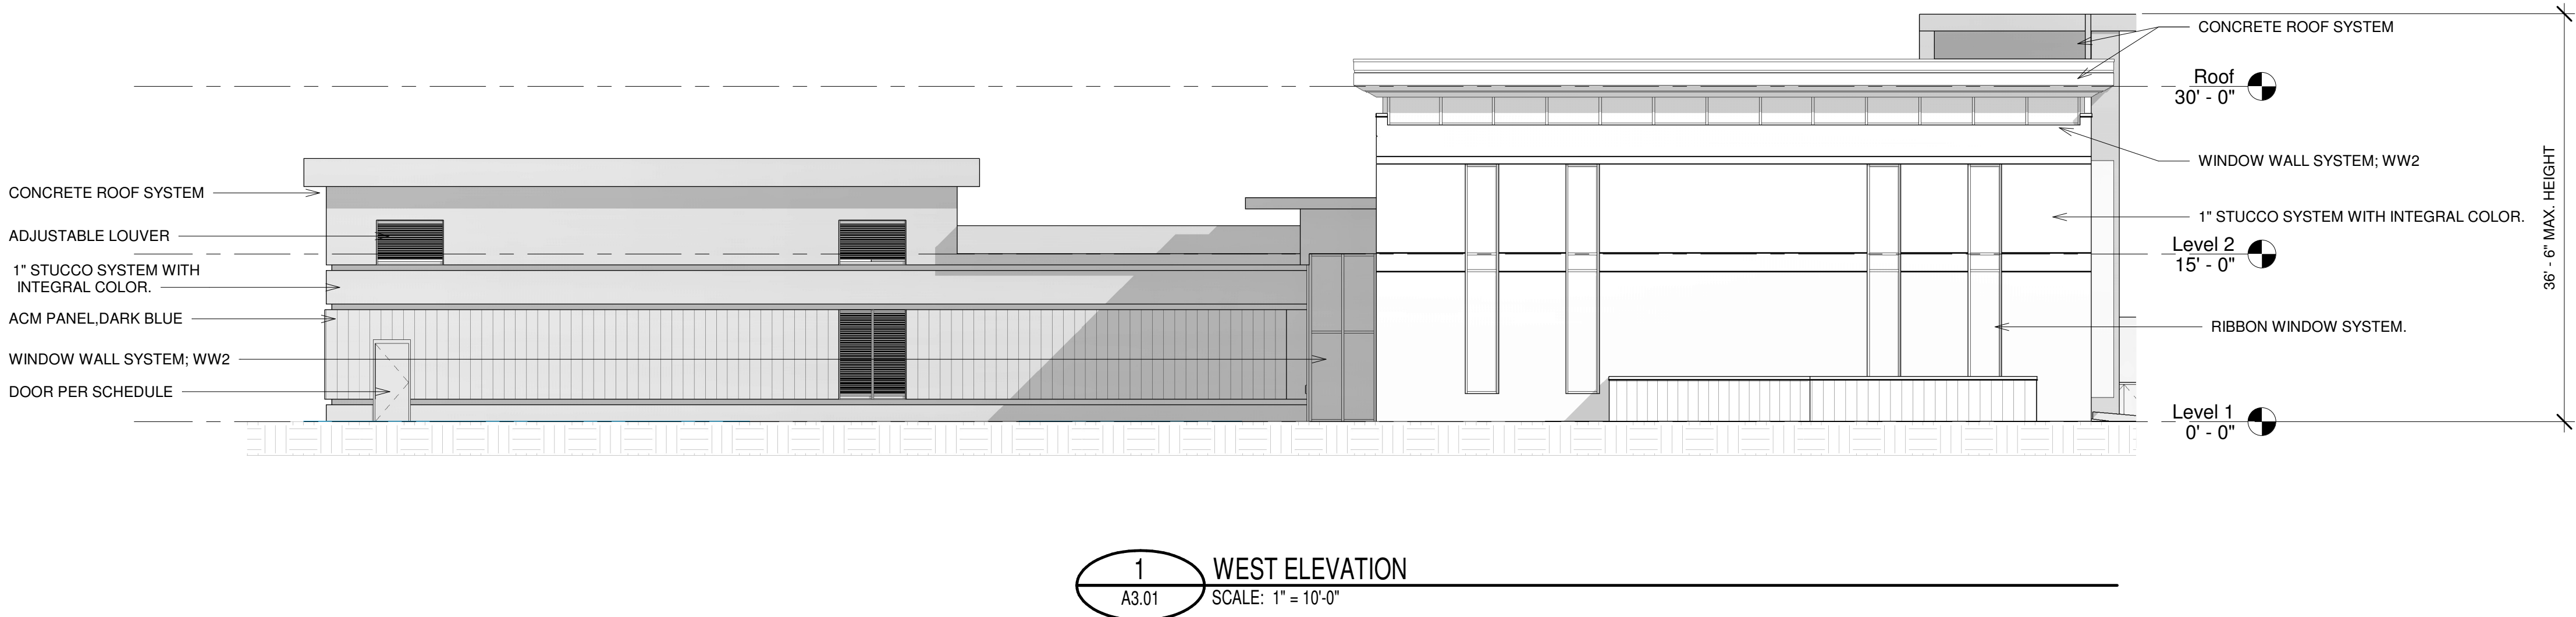 CONCRETE ROOF SYSTEM
Roof
30' - 0"
WINDOW WALL SYSTEM; WW2
36' - 6" MAX. HEIGHT
CONCRETE ROOF SYSTEM
1" STUCCO SYSTEM WITH INTEGRAL COLOR.
ADJUSTABLE LOUVER
Level 2
15' - 0"
1" STUCCO SYSTEM WITH
INTEGRAL COLOR.
ACM PANEL,DARK BLUE
RIBBON WINDOW SYSTEM.
WINDOW WALL SYSTEM; WW2
DOOR PER SCHEDULE
Level 1
0' - 0"
1
WEST ELEVATION
A3.01
SCALE: 1" = 10'-0"